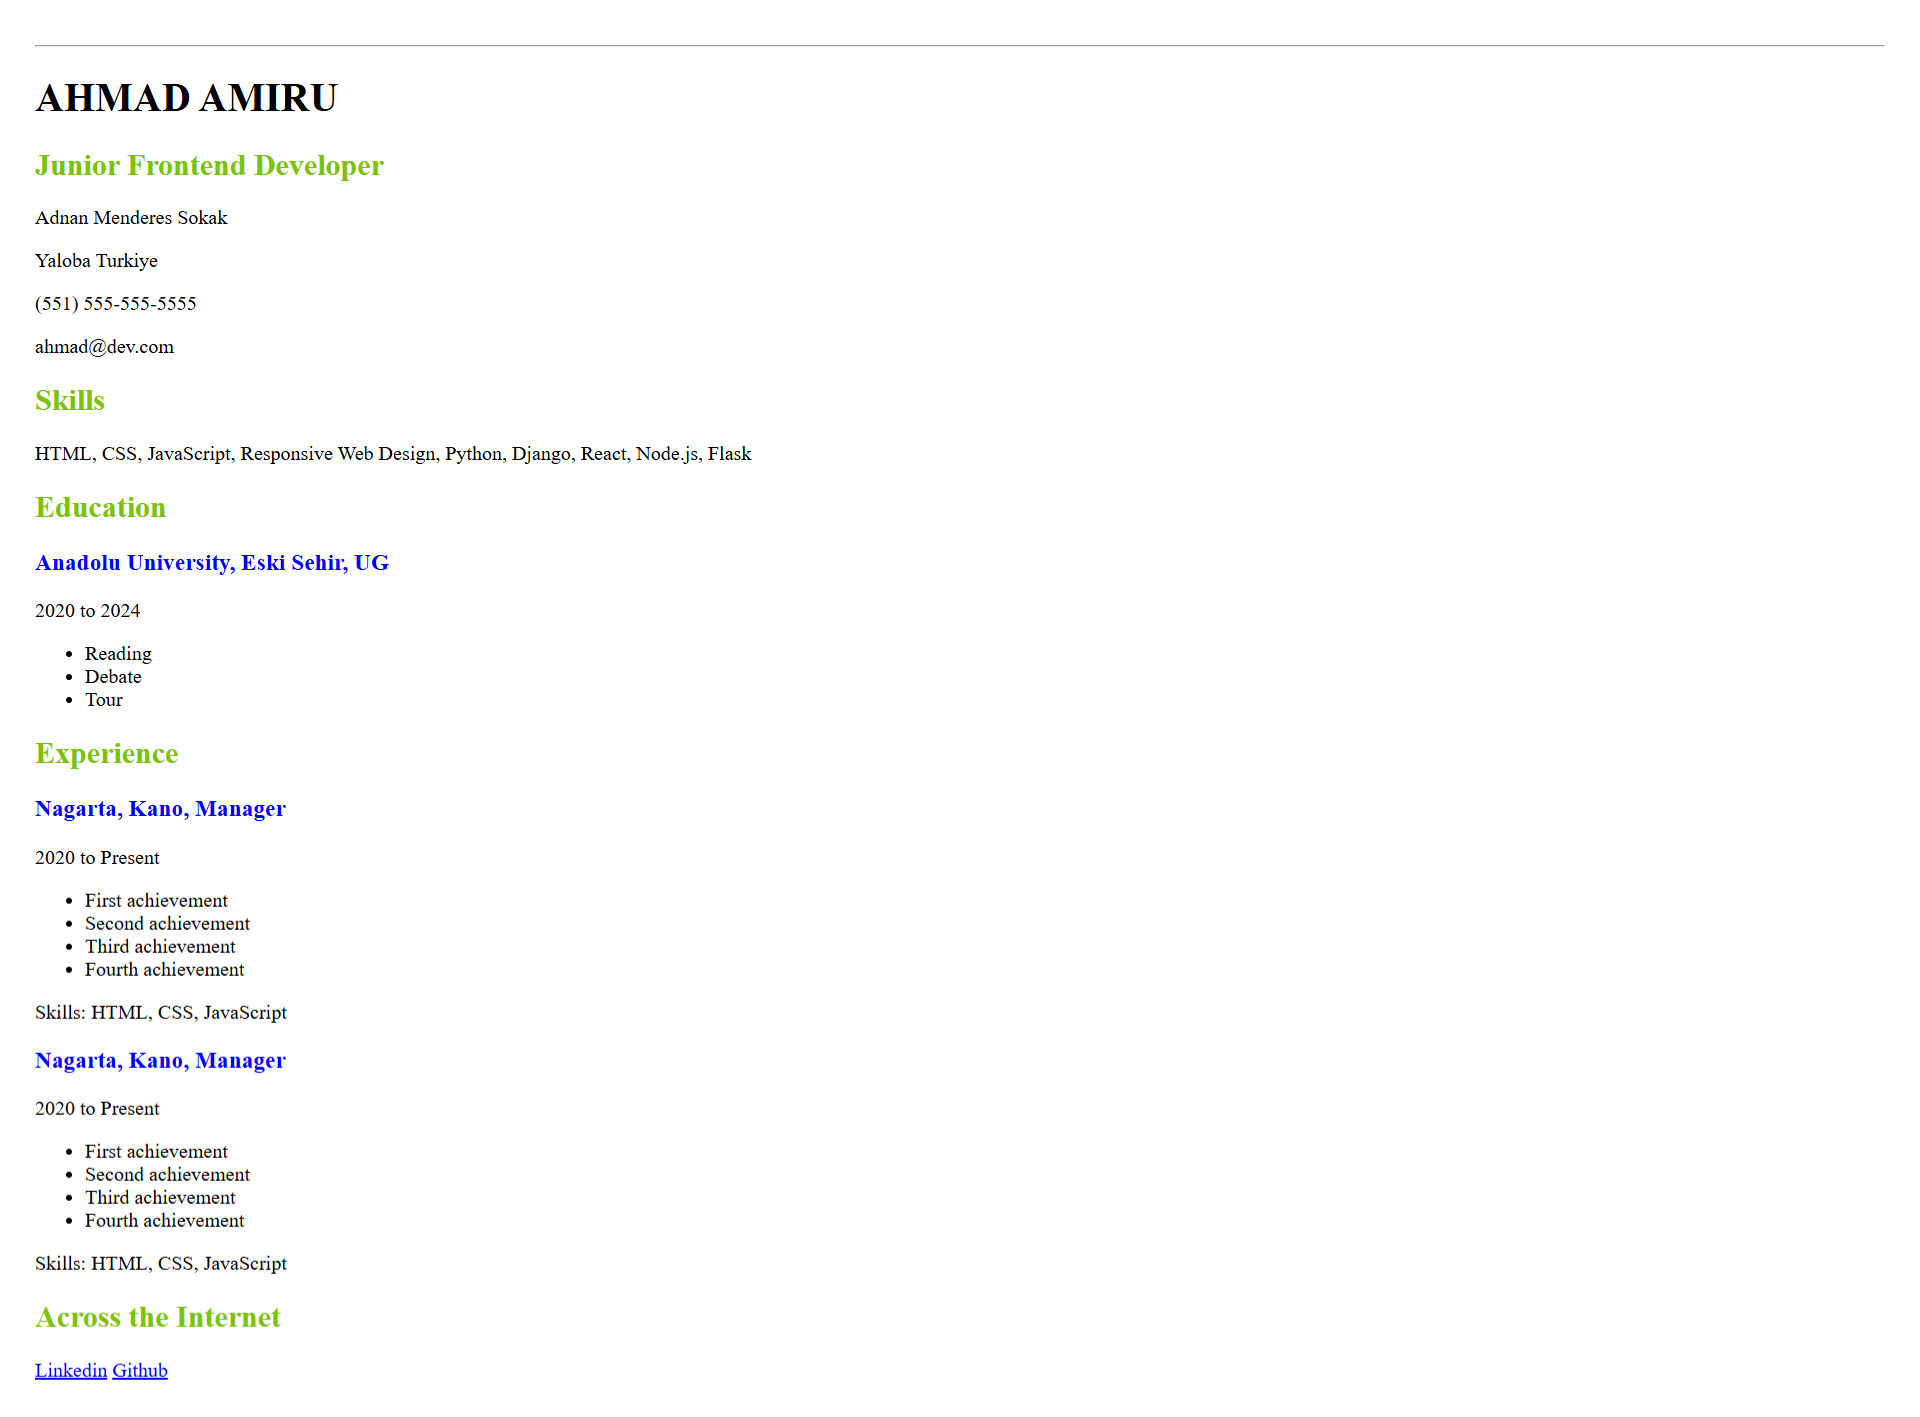 AHMAD AMIRU
Junior Frontend Developer
Adnan Menderes Sokak
Yaloba Turkiye
(551) 555-555-5555
ahmad@dev.com
Skills
HTML, CSS, JavaScript, Responsive Web Design, Python, Django, React, Node.js, Flask
Education
Anadolu University, Eski Sehir, UG
2020 to 2024
• Reading
• Debate
• Tour
Experience
Nagarta, Kano, Manager
2020 to Present
• First achievement
• Second achievement
• Third achievement
• Fourth achievement
Skills: HTML, CSS, JavaScript
Nagarta, Kano, Manager
2020 to Present
• First achievement
• Second achievement
• Third achievement
• Fourth achievement
Skills: HTML, CSS, JavaScript
Across the Internet
Linkedin Github